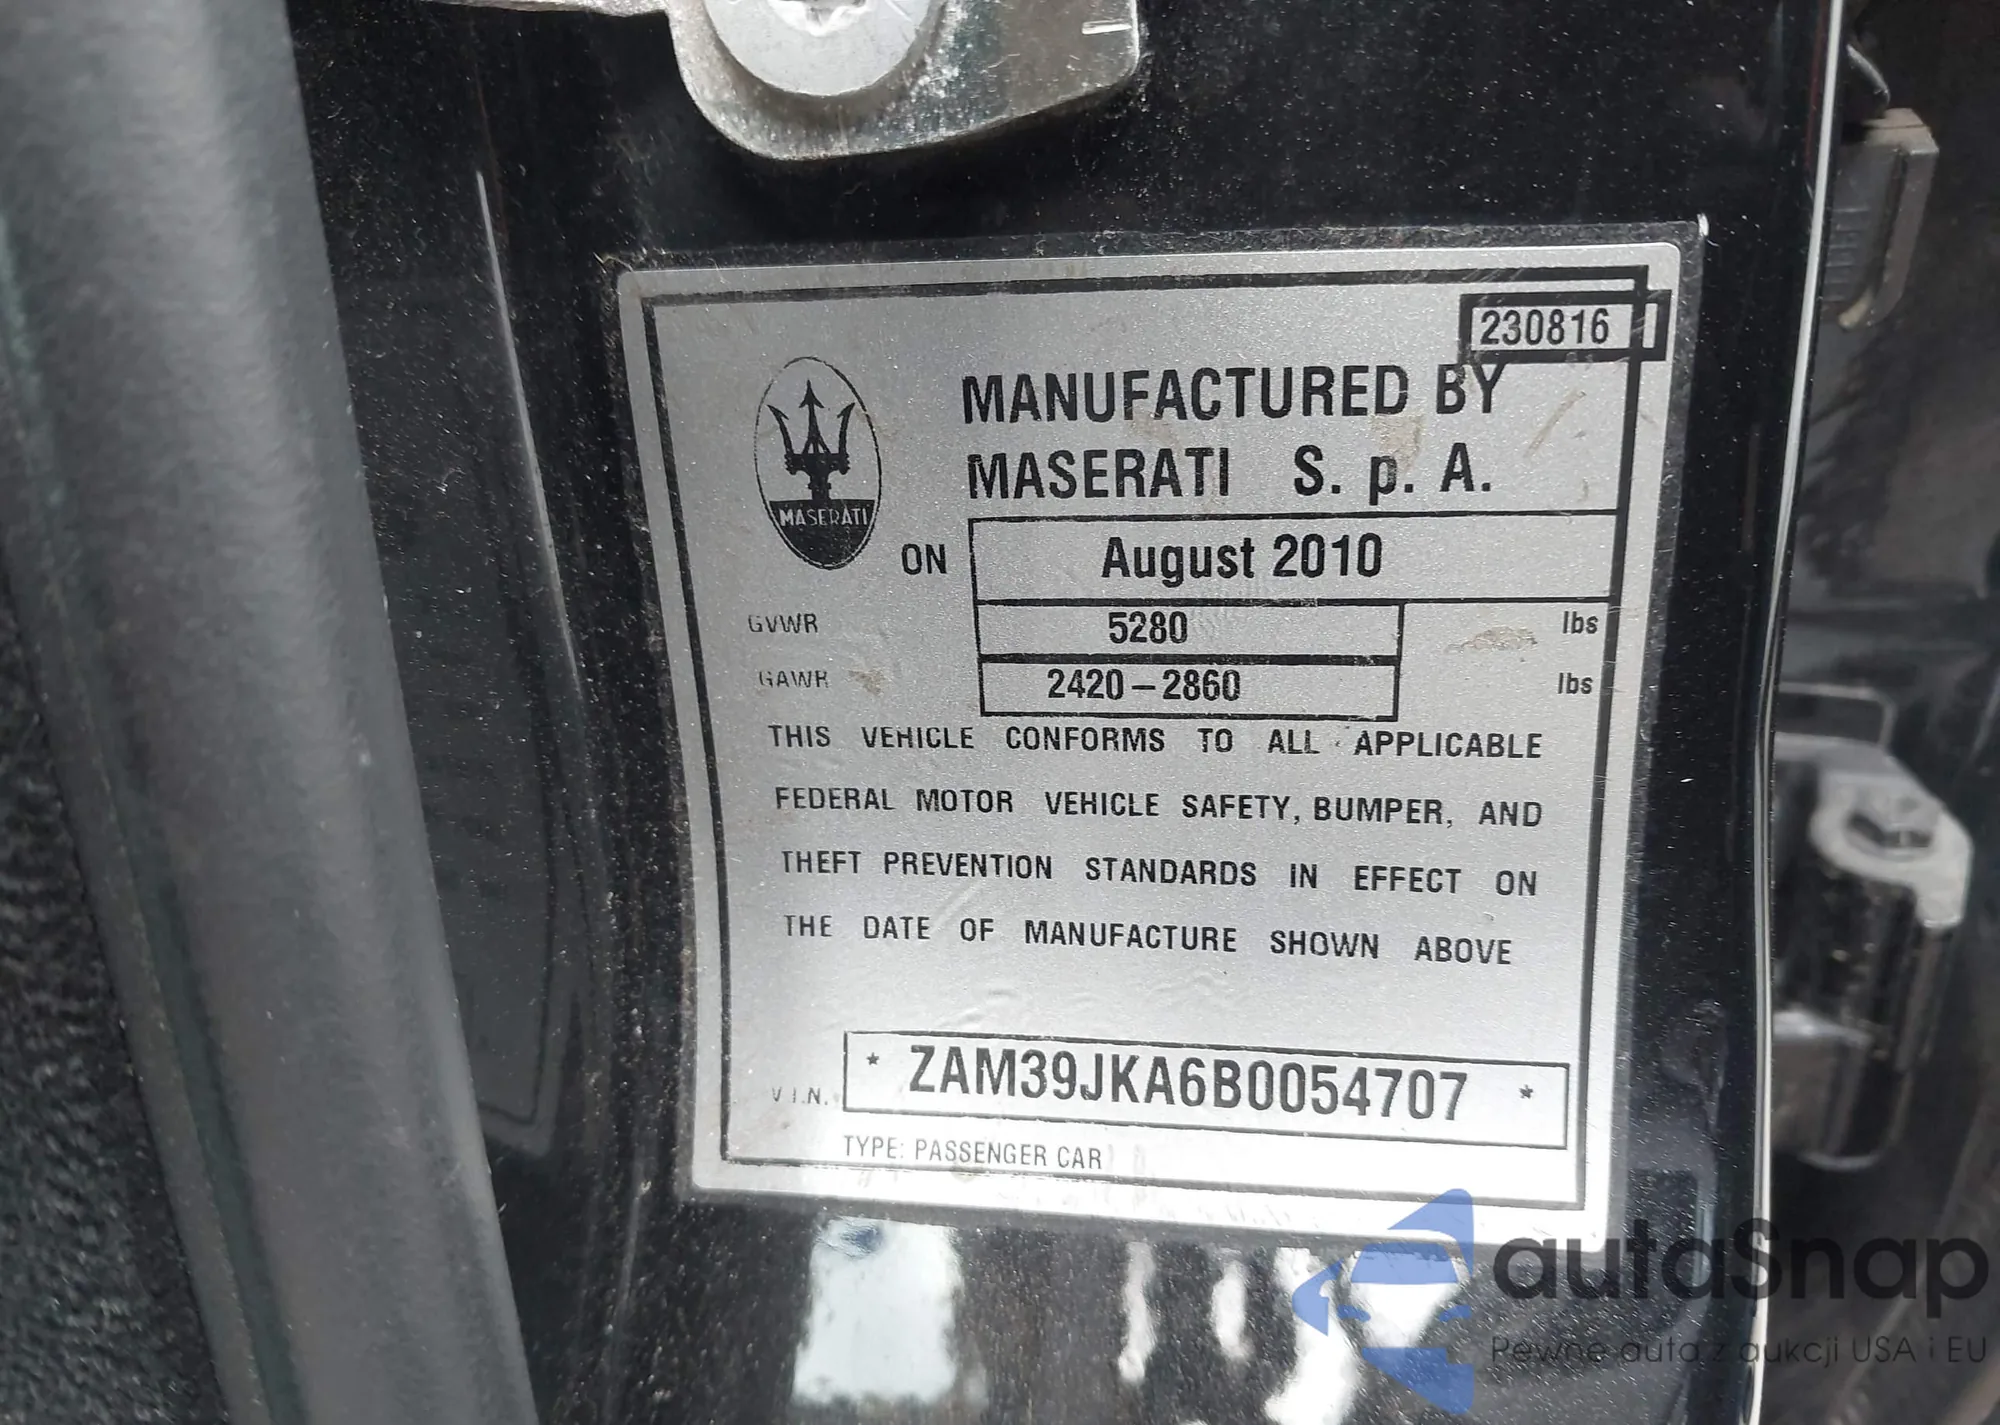 230816
MANUFACTURED BY
MASERATI S. p. A.
MASERATI
ON August 2010
GVWR 5280 lbs
GAWR 2420-2860 lbs
THIS VEHICLE CONFORMS TO ALL APPLICABLE
FEDERAL MOTOR VEHICLE SAFETY, BUMPER, AND
THEFT PREVENTION STANDARDS IN EFFECT ON
THE DATE OF MANUFACTURE SHOWN ABOVE
V.I.N. * ZAM39JKA6B0054707 *
TYPE: PASSENGER CAR
autaSnap
Pewne auta z aukcji USA i EU